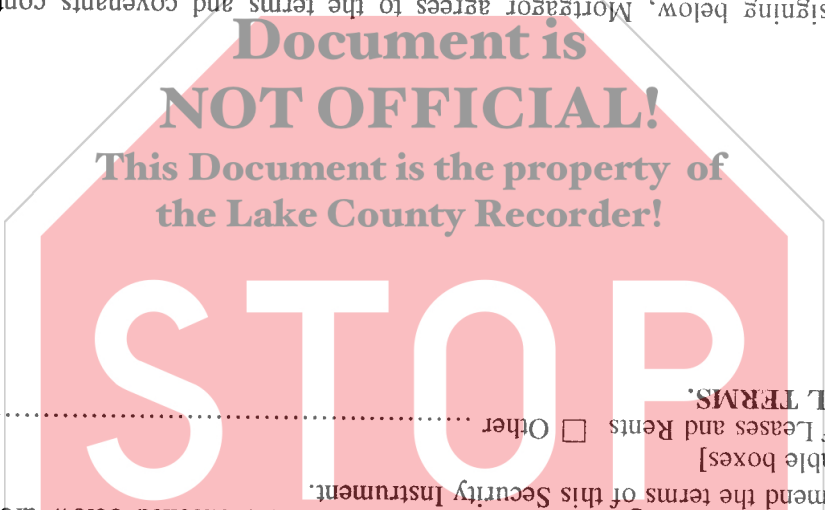 Document is
NOT OFFICIAL!
This Document is the property of
the Lake County Recorder!
STOP
mend the terms of this Security Instrument.
able boxes]
f Leases and Rents ☐ Other ..........................................................
L TERMS.
signing below, Mortgagor agrees to the terms and covenants cont